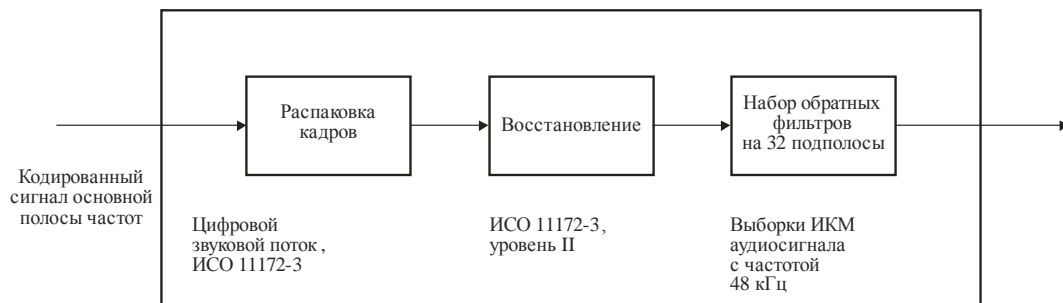 Распаковка
кадров
Восстановление
Набор обратных
фильтров
на 32 подполосы
Кодированный
сигнал основной
полосы частот
Цифровой
звуковой поток ,
ИСО 11172-3
ИСО 11172-3,
уровень II
Выборки ИКМ
аудиосигнала
с частотой
48 кГц